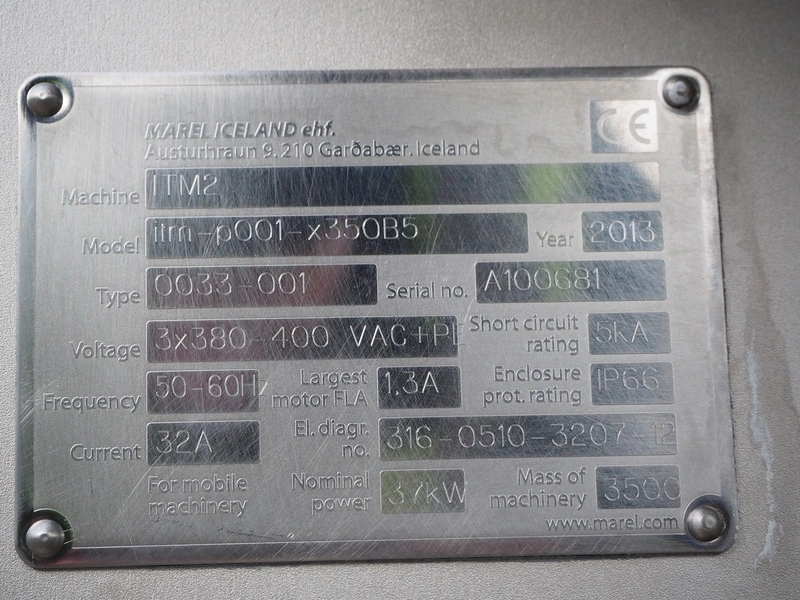 MAREL ICELAND ehf.
Austurhraun 9, 210 Garðabær, Iceland
CE
Machine ITM2
Model itm-p001-x350B5 Year 2013
Type 0033-001 Serial no. A100681
Voltage 3x380-400 VAC+PE Short circuit rating 5kA
Frequency 50-60Hz Largest motor FLA 1,3A Enclosure prot. rating IP66
Current 32A El. diagr. no. 316-0510-3207-12
For mobile machinery Nominal power 3.7kW Mass of machinery 3500
www.marel.com